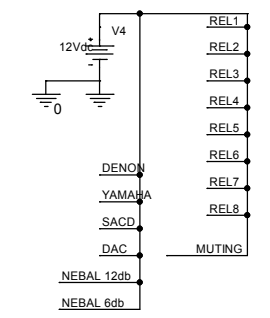 REL1
V4
12Vdc
REL2
REL3
0
REL4
REL5
REL6
DENON
REL7
YAMAHA
REL8
SACD
DAC
MUTING
NEBAL 12db
NEBAL 6db